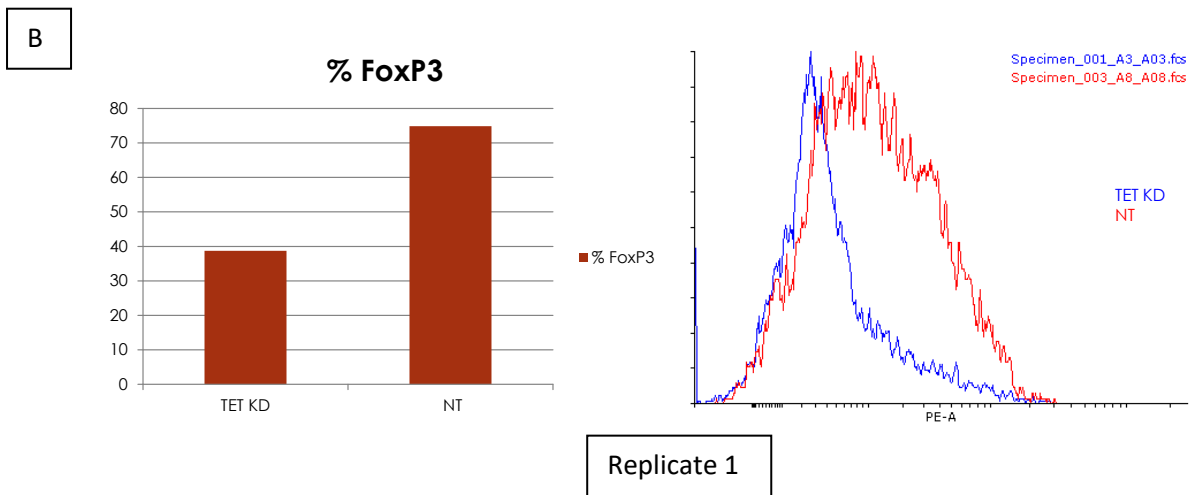 B
% FoxP3
80
70
60
50
40
30
20
10
0
TET KD
NT
% FoxP3
Specimen_001_A3_A03.fcs
Specimen_003_A8_A08.fcs
TET KD
NT
PE-A
Replicate 1